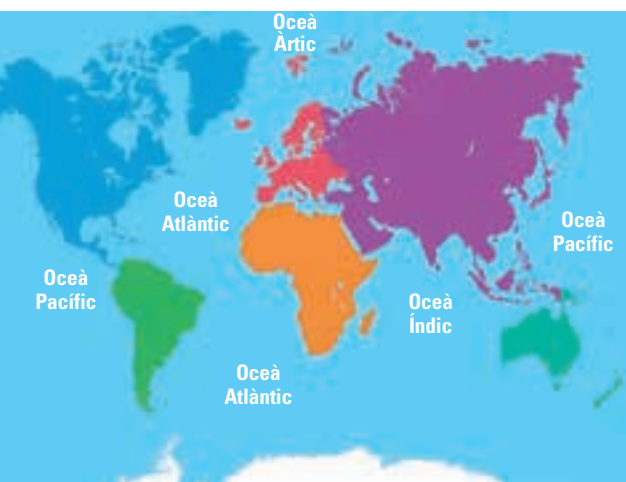 Oceà
Àrtic
Oceà
Atlàntic
Oceà
Pacífic
Oceà
Pacífic
Oceà
Índic
Oceà
Atlàntic